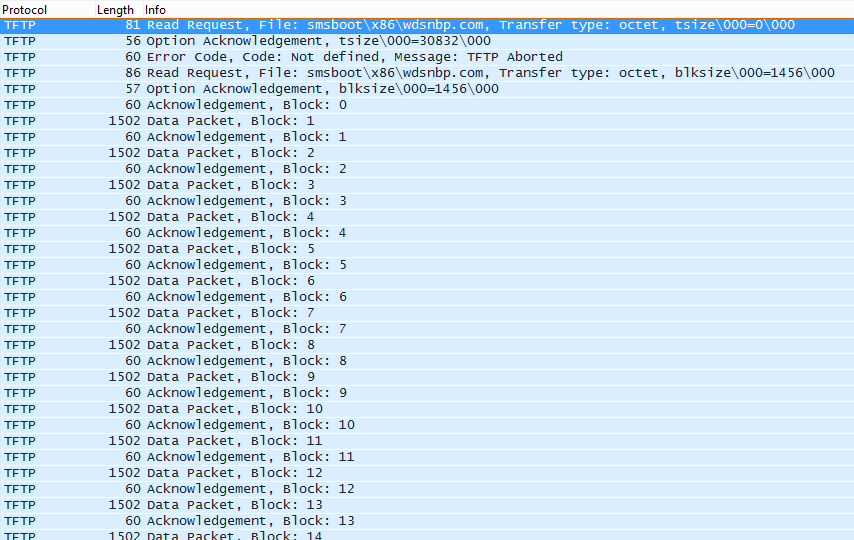 Protocol Length Info
TFTP 81 Read Request, File: smsboot\x86\wdsnbp.com, Transfer type: octet, tsize\000=0\000
TFTP 56 Option Acknowledgement, tsize\000=30832\000
TFTP 60 Error Code, Code: Not defined, Message: TFTP Aborted
TFTP 86 Read Request, File: smsboot\x86\wdsnbp.com, Transfer type: octet, blksize\000=1456\000
TFTP 57 Option Acknowledgement, blksize\000=1456\000
TFTP 60 Acknowledgement, Block: 0
TFTP 1502 Data Packet, Block: 1
TFTP 60 Acknowledgement, Block: 1
TFTP 1502 Data Packet, Block: 2
TFTP 60 Acknowledgement, Block: 2
TFTP 1502 Data Packet, Block: 3
TFTP 60 Acknowledgement, Block: 3
TFTP 1502 Data Packet, Block: 4
TFTP 60 Acknowledgement, Block: 4
TFTP 1502 Data Packet, Block: 5
TFTP 60 Acknowledgement, Block: 5
TFTP 1502 Data Packet, Block: 6
TFTP 60 Acknowledgement, Block: 6
TFTP 1502 Data Packet, Block: 7
TFTP 60 Acknowledgement, Block: 7
TFTP 1502 Data Packet, Block: 8
TFTP 60 Acknowledgement, Block: 8
TFTP 1502 Data Packet, Block: 9
TFTP 60 Acknowledgement, Block: 9
TFTP 1502 Data Packet, Block: 10
TFTP 60 Acknowledgement, Block: 10
TFTP 1502 Data Packet, Block: 11
TFTP 60 Acknowledgement, Block: 11
TFTP 1502 Data Packet, Block: 12
TFTP 60 Acknowledgement, Block: 12
TFTP 1502 Data Packet, Block: 13
TFTP 60 Acknowledgement, Block: 13
TFTP 1502 Data Packet, Block: 14